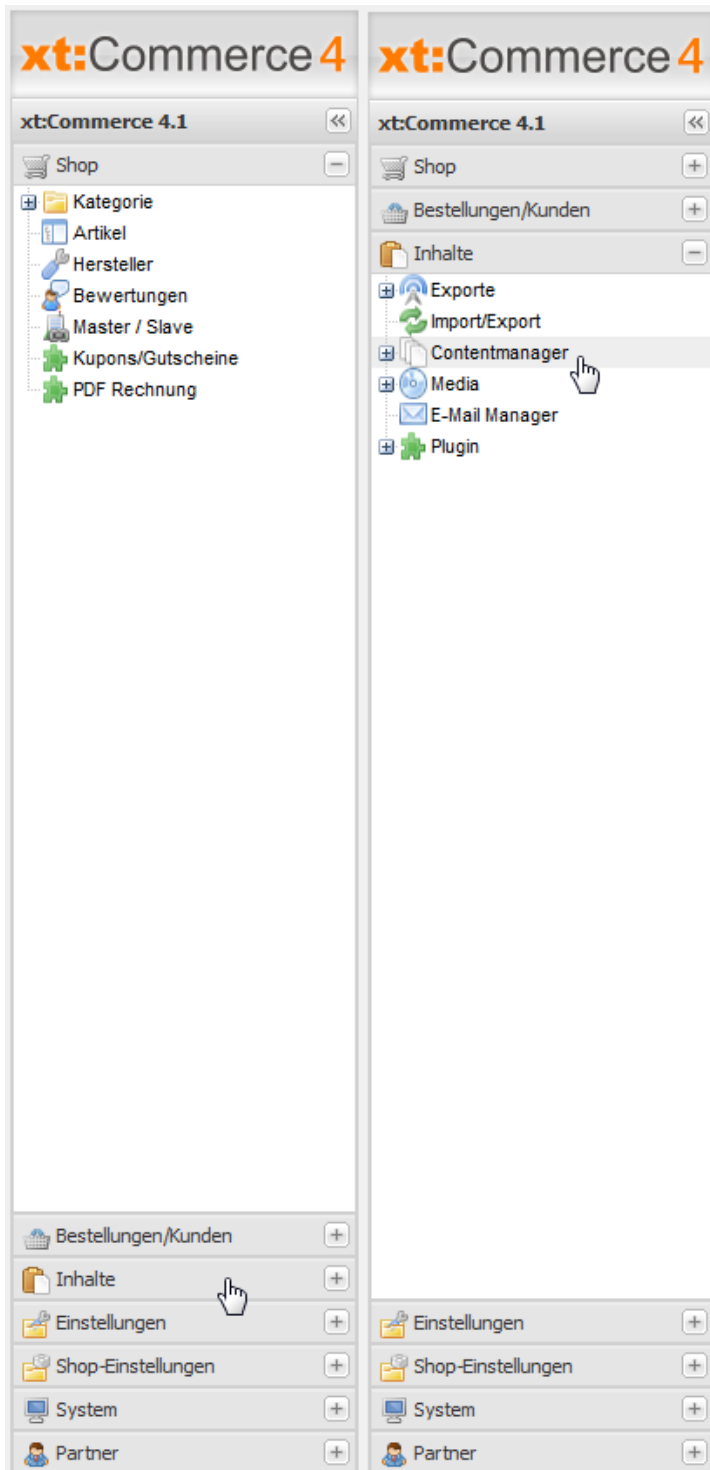 xt:Commerce 4
xt:Commerce 4.1
Shop
Kategorie
Artikel
Hersteller
Bewertungen
Master / Slave
Kupons/Gutscheine
PDF Rechnung
Bestellungen/Kunden
Inhalte
Einstellungen
Shop-Einstellungen
System
Partner
xt:Commerce 4
xt:Commerce 4.1
Shop
Bestellungen/Kunden
Inhalte
Exporte
Import/Export
Contentmanager
Media
E-Mail Manager
Plugin
Einstellungen
Shop-Einstellungen
System
Partner